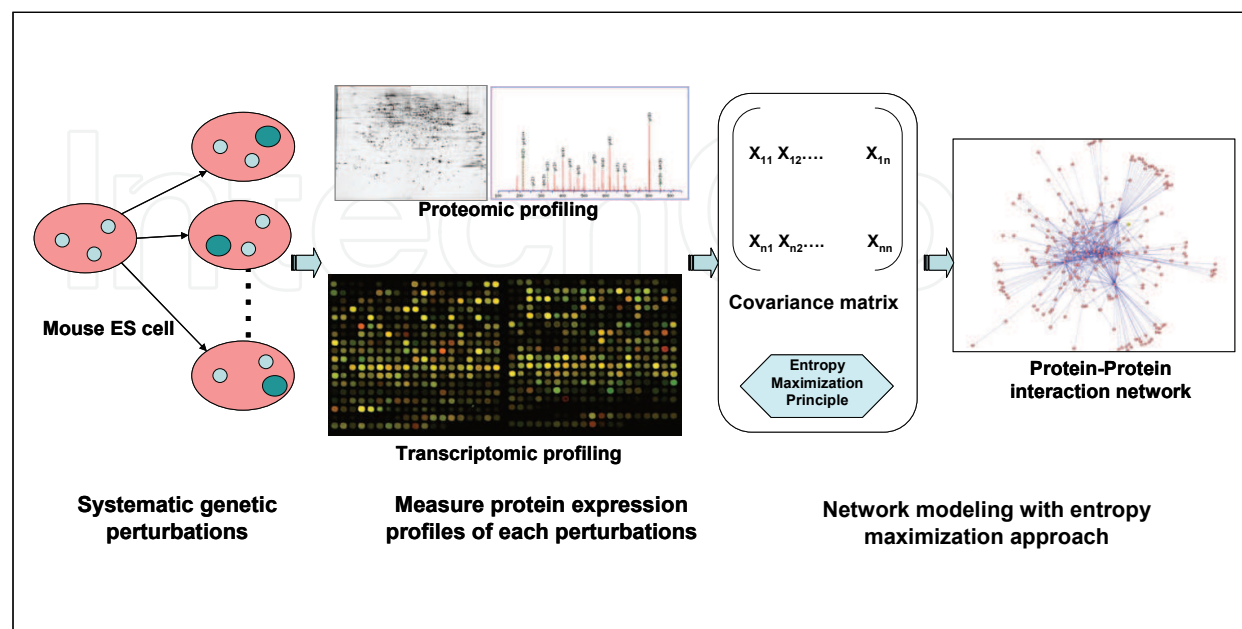 Mouse ES cell
Proteomic profiling
Transcriptomic profiling
X11 X12.... X1n
Xn1 Xn2.... Xnn
Covariance matrix
Entropy
Maximization
Principle
Protein-Protein
interaction network
Systematic genetic
perturbations
Measure protein expression
profiles of each perturbations
Network modeling with entropy
maximization approach